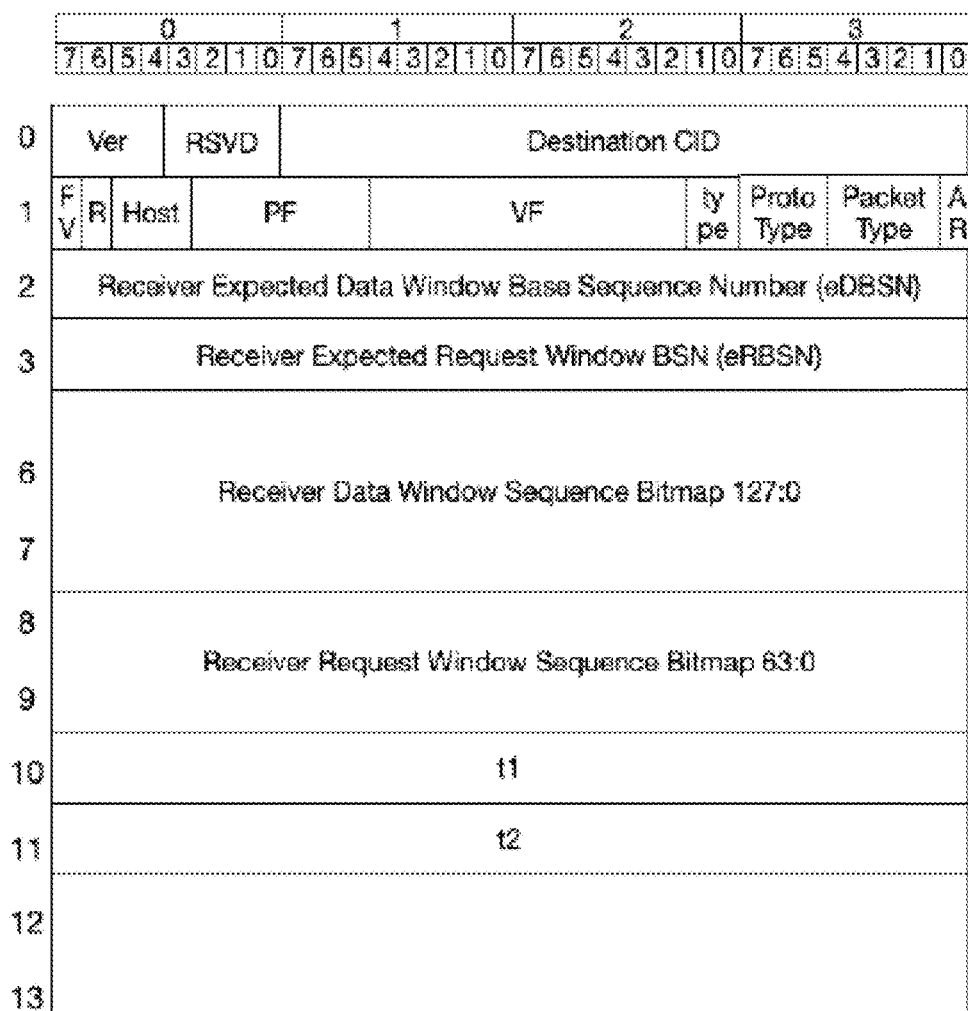 0 1 2 3
7 6 5 4 3 2 1 0 7 6 5 4 3 2 1 0 7 6 5 4 3 2 1 0 7 6 5 4 3 2 1 0
0 Ver RSVD Destination CID
1 FV R Host PF VF type Proto Type Packet Type AR
2 Receiver Expected Data Window Base Sequence Number (eDBSN)
3 Receiver Expected Request Window BSN (eRBSN)
6
Receiver Data Window Sequence Bitmap 127:0
7
8
Receiver Request Window Sequence Bitmap 63:0
9
10 t1
11 t2
12
13